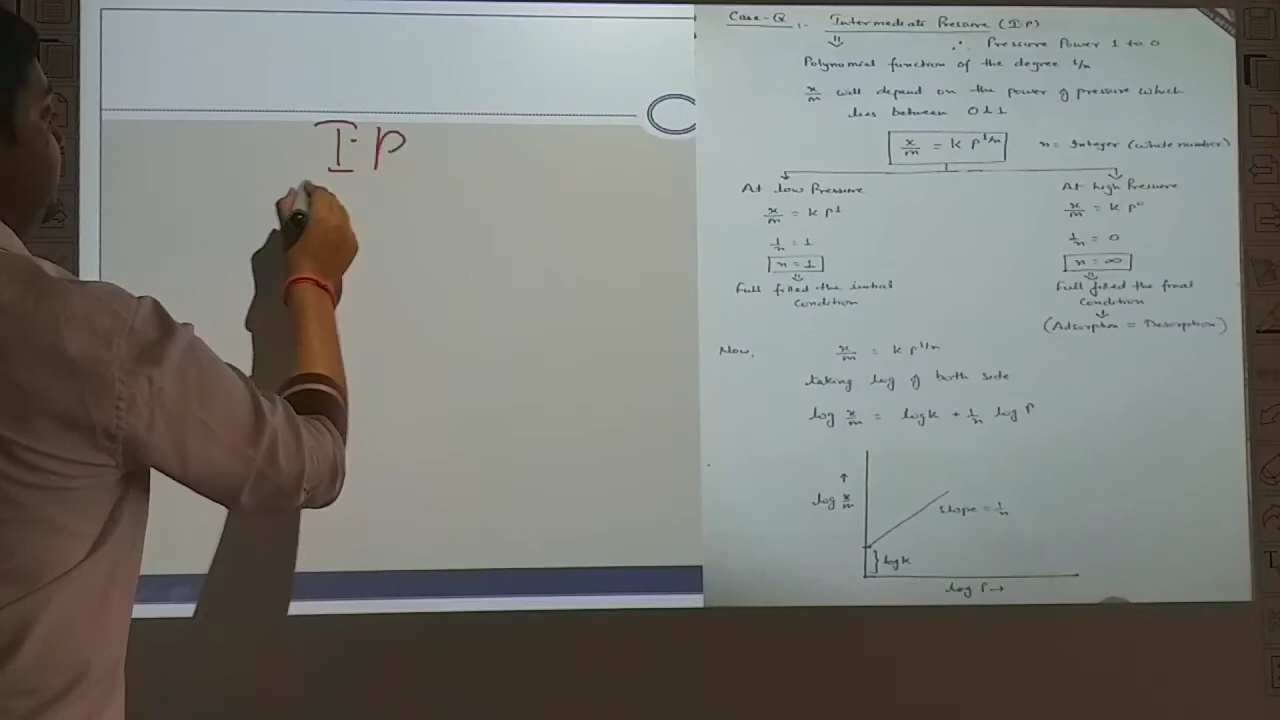 I.P
Case-Q :- Intermediate Pressure (I P)
⇓ ∴ Pressure Power 1 to 0
Polynomial function of the degree 1/n
x/m will depend on the power of pressure which
lies between 0 & 1
x/m = k P^1/n n = Integer (whole number)
At low Pressure
x/m = k P^1
1/n = 1
n = 1
Full filled the initial
Condition
At high Pressure
x/m = k P^0
1/n = 0
n = ∞
Full filled the final
Condition
(Adsorption = Desorption)
Now, x/m = k P^1/n
taking log of both side
log x/m = log k + 1/n log P
log x/m
slope = 1/n
} log k
log P →